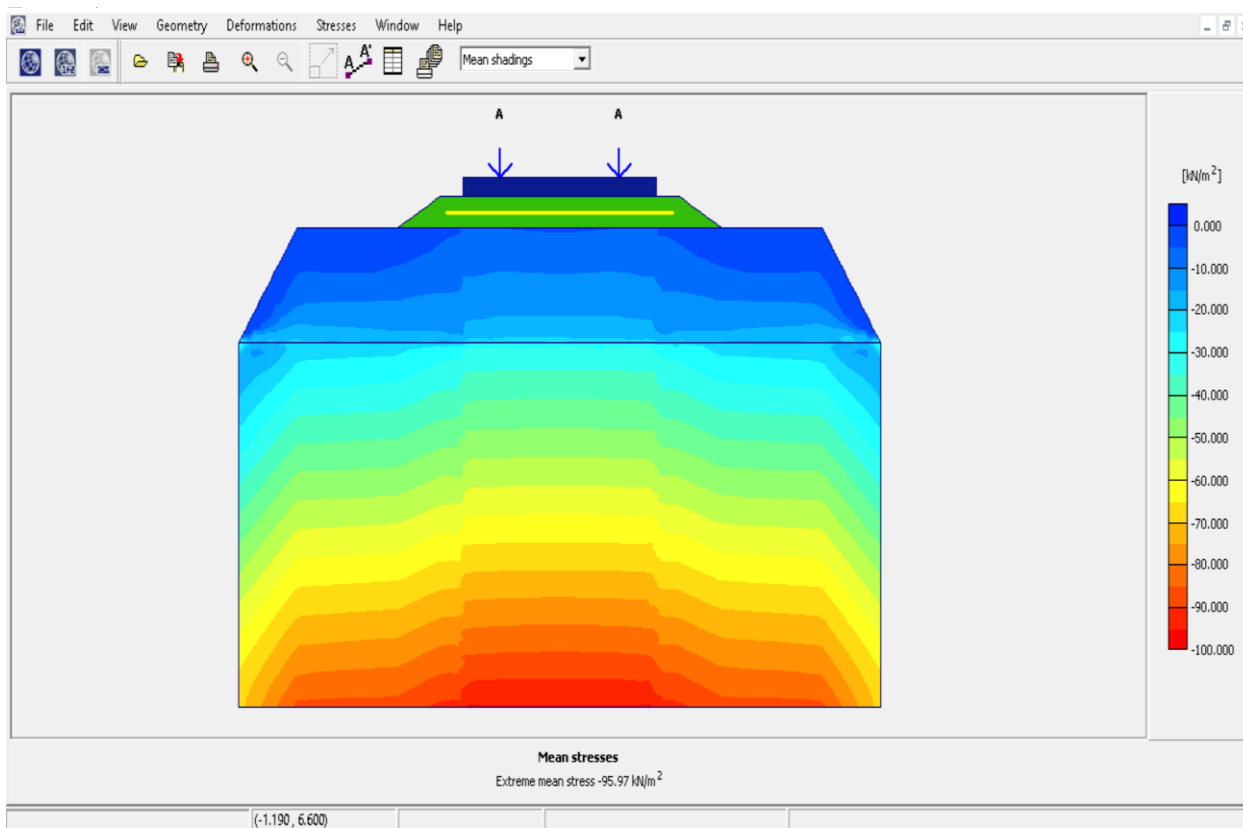 File Edit View Geometry Deformations Stresses Window Help
Mean shadings
A A
[kN/m²]
0.000
-10.000
-20.000
-30.000
-40.000
-50.000
-60.000
-70.000
-80.000
-90.000
-100.000
Mean stresses
Extreme mean stress -95.97 kN/m²
(-1.190 , 6.600)